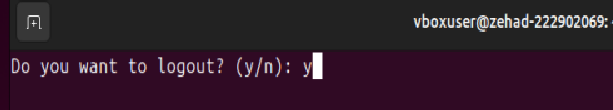 vboxuser@zehad-222902069:
Do you want to logout? (y/n): y